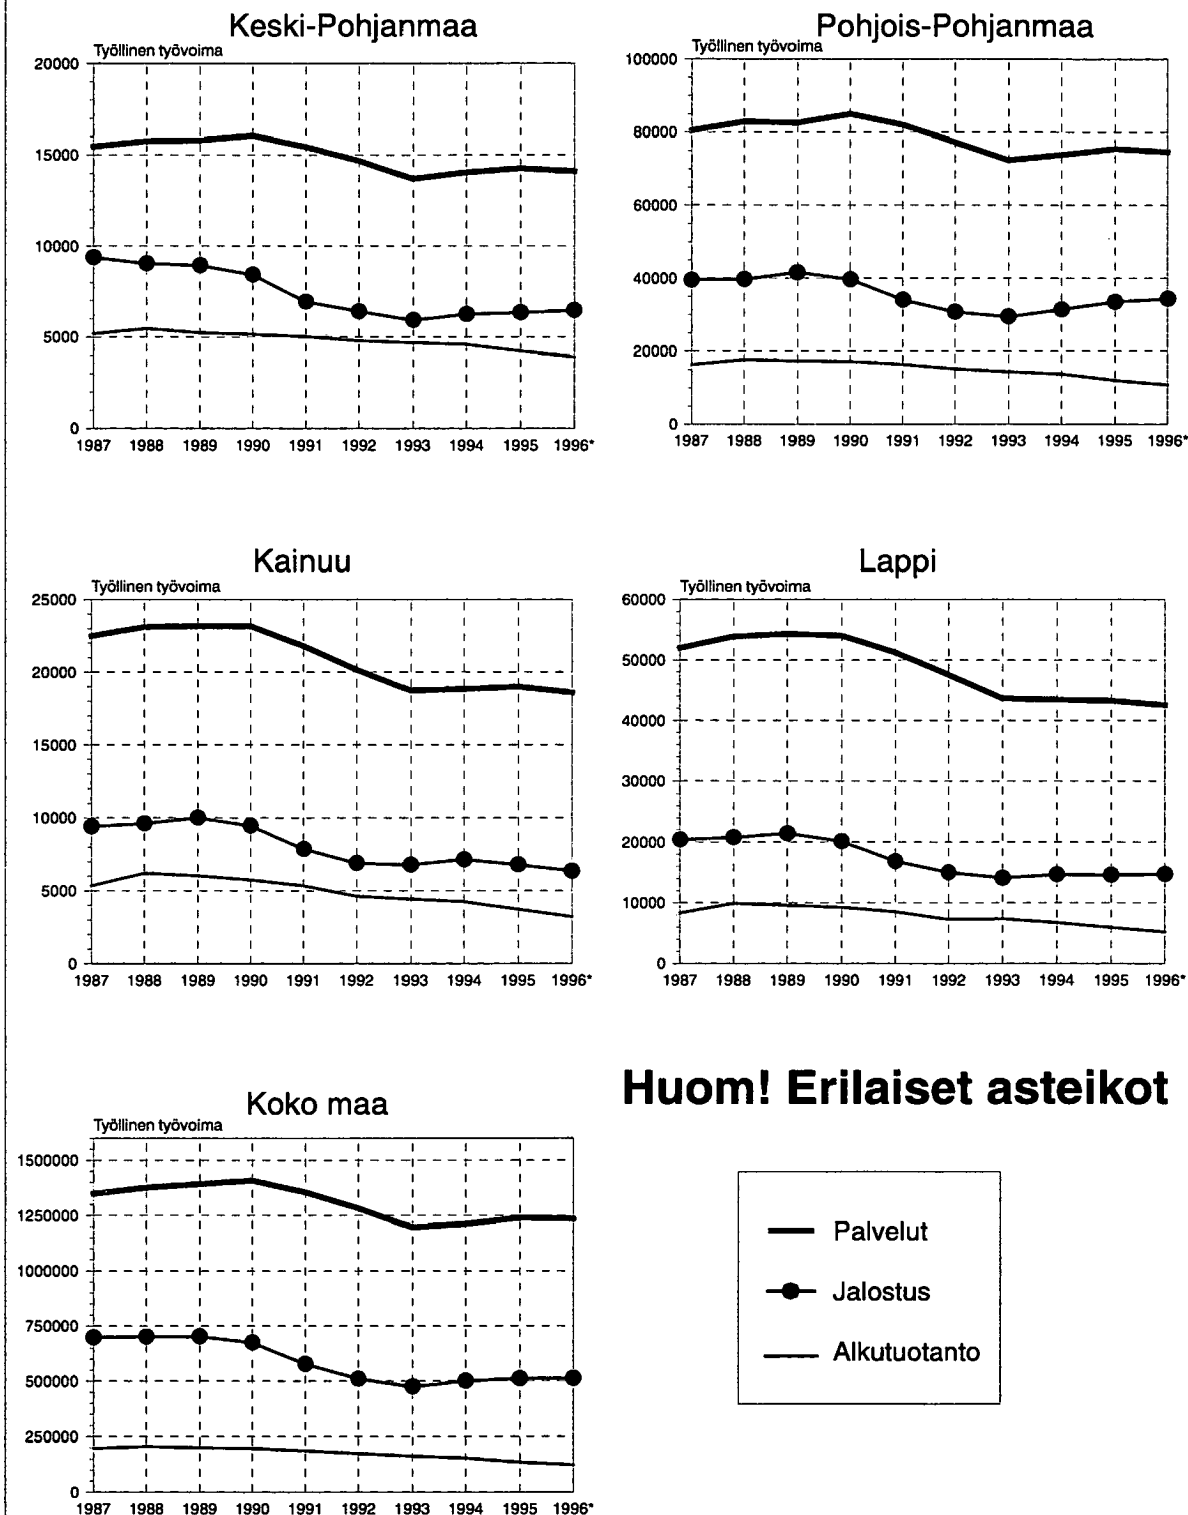 Keski-Pohjanmaa
Työllinen työvoima
20000
15000
10000
5000
0
1987 1988 1989 1990 1991 1992 1993 1994 1995 1996*
Pohjois-Pohjanmaa
Työllinen työvoima
100000
80000
60000
40000
20000
0
1987 1988 1989 1990 1991 1992 1993 1994 1995 1996*
Kainuu
Työllinen työvoima
25000
20000
15000
10000
5000
0
1987 1988 1989 1990 1991 1992 1993 1994 1995 1996*
Lappi
Työllinen työvoima
60000
50000
40000
30000
20000
10000
0
1987 1988 1989 1990 1991 1992 1993 1994 1995 1996*
Koko maa
Työllinen työvoima
1500000
1250000
1000000
750000
500000
250000
0
1987 1988 1989 1990 1991 1992 1993 1994 1995 1996*
Huom! Erilaiset asteikot
Palvelut
Jalostus
Alkutuotanto